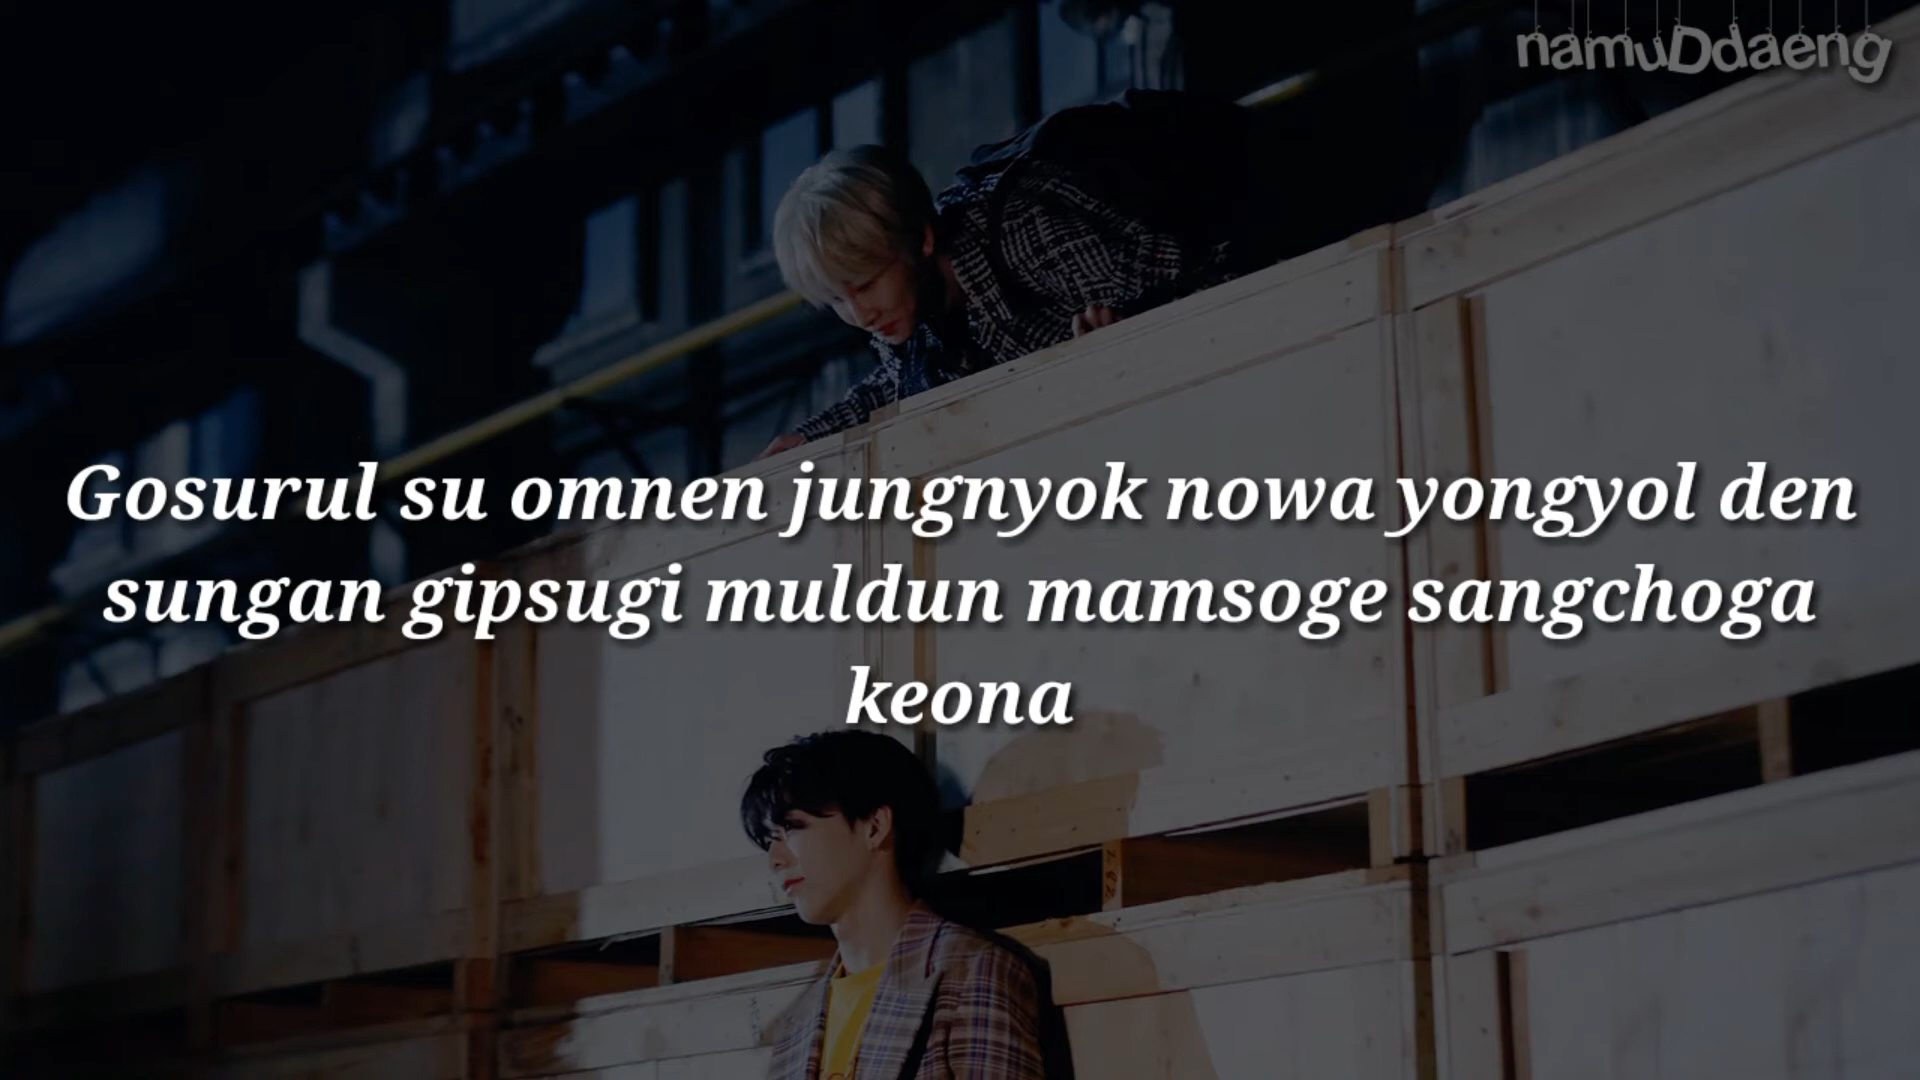 namuDdaeng
Gosurul su omnen jungnyok nowa yongyol den
sungan gipsugi muldun mamsoge sangchoga
keona